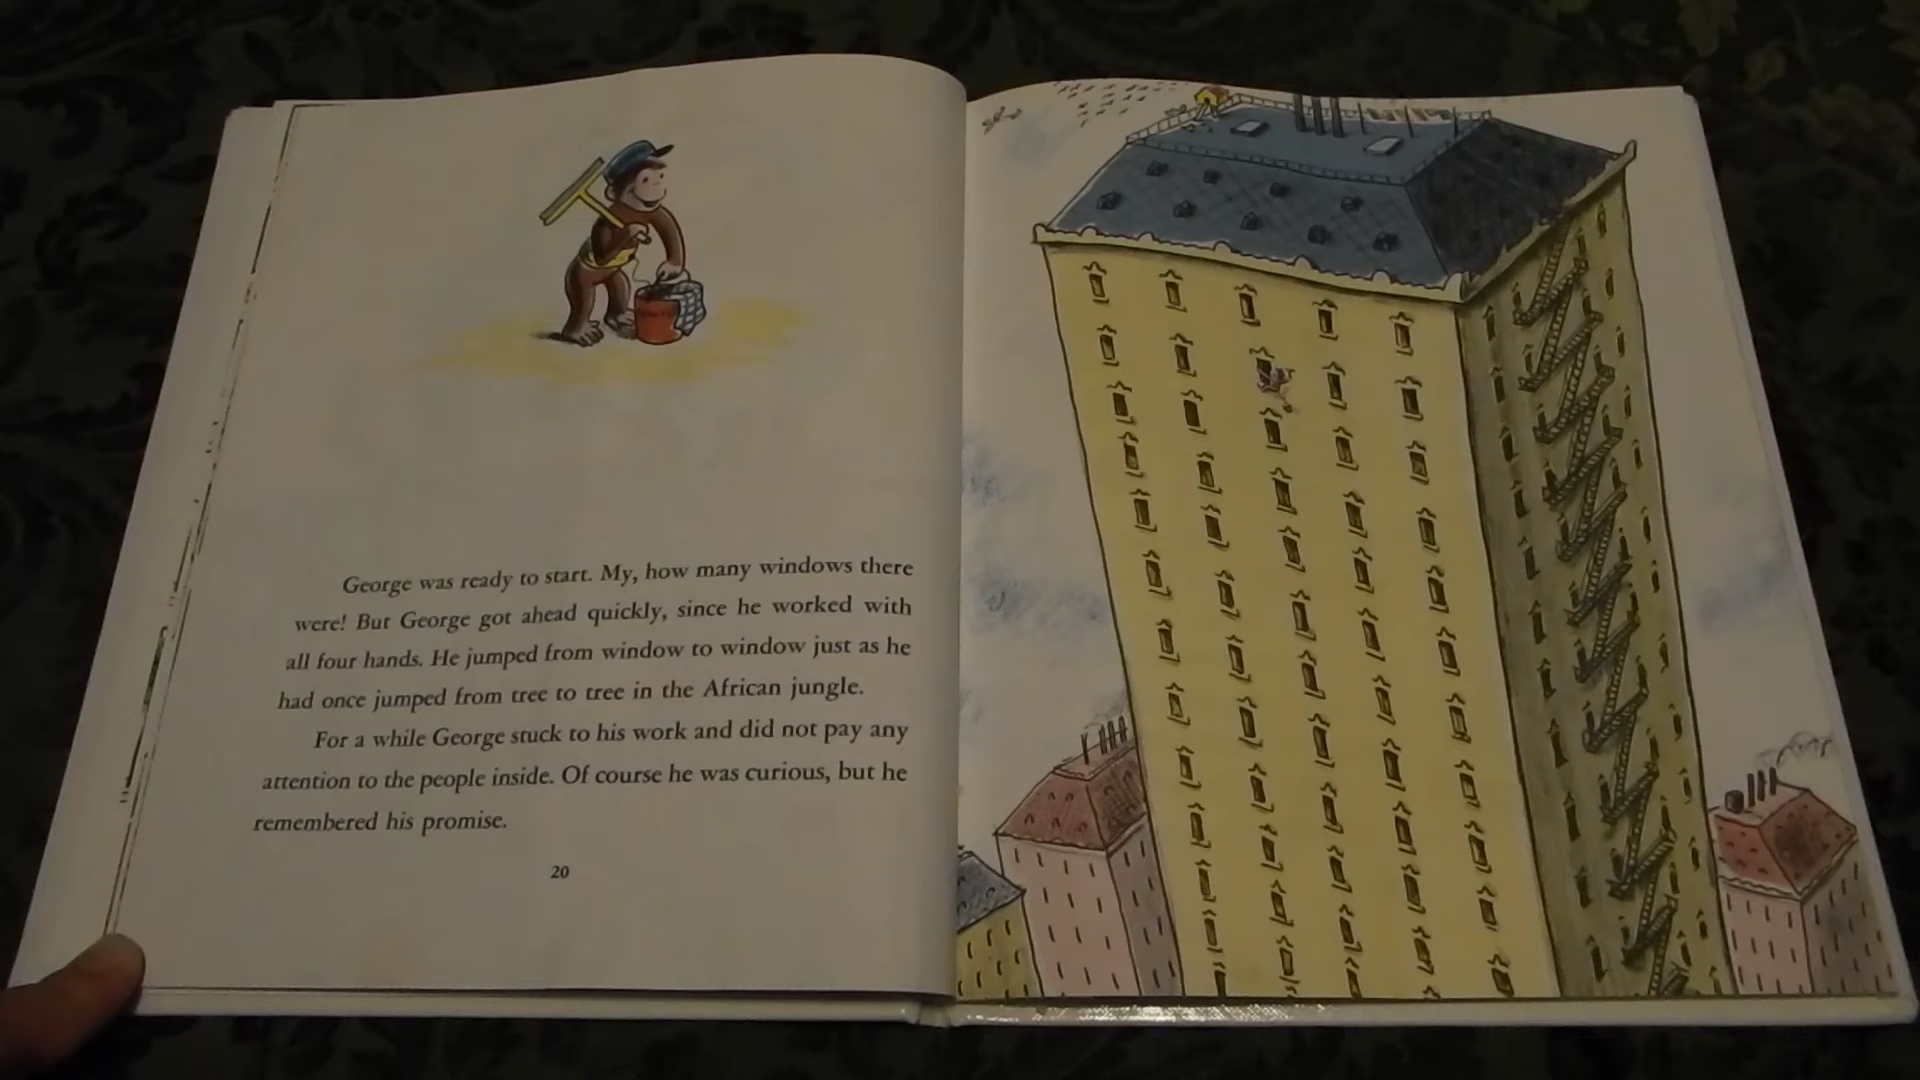 George was ready to start. My, how many windows there
were! But George got ahead quickly, since he worked with
all four hands. He jumped from window to window just as he
had once jumped from tree to tree in the African jungle.
For a while George stuck to his work and did not pay any
attention to the people inside. Of course he was curious, but he
remembered his promise.
20